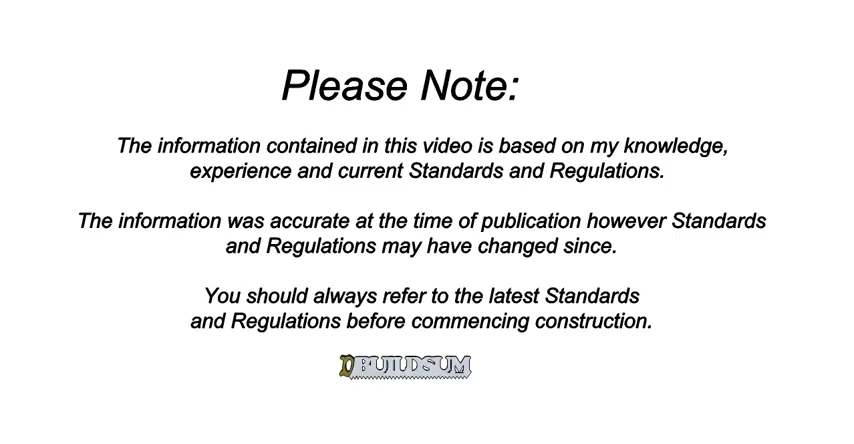 Please Note:
The information contained in this video is based on my knowledge,
experience and current Standards and Regulations.
The information was accurate at the time of publication however Standards
and Regulations may have changed since.
You should always refer to the latest Standards
and Regulations before commencing construction.
BUILDSUM